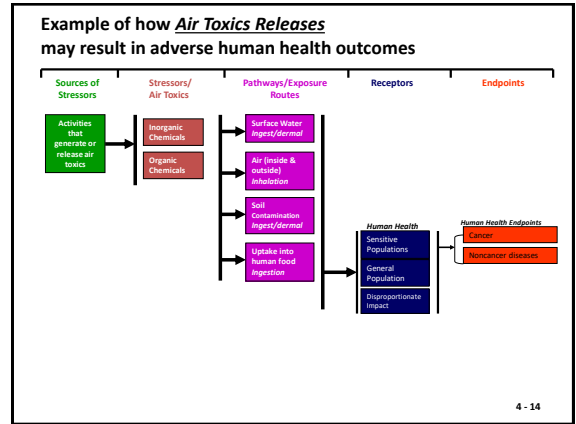 Example of how Air Toxics Releases
may result in adverse human health outcomes
Sources of
Stressors
Stressors/
Air Toxics
Pathways/Exposure
Routes
Receptors
Endpoints
Activities
that
generate or
release air
toxics
Inorganic
Chemicals
Organic
Chemicals
Surface Water
Ingest/dermal
Air (inside &
outside)
Inhalation
Soil
Contamination
Ingest/dermal
Uptake into
human food
Ingestion
Human Health
Sensitive
Populations
General
Population
Disproportionate
Impact
Human Health Endpoints
Cancer
Noncancer diseases
4 - 14